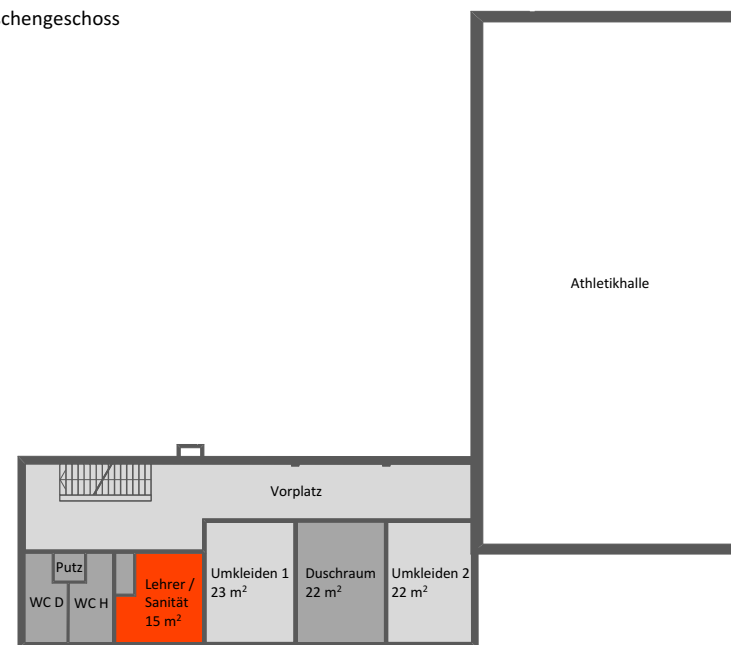 schengeschoss
Athletikhalle
Vorplatz
Putz
WC D
WC H
Lehrer /
Sanität
15 m²
Umkleiden 1
23 m²
Duschraum
22 m²
Umkleiden 2
22 m²